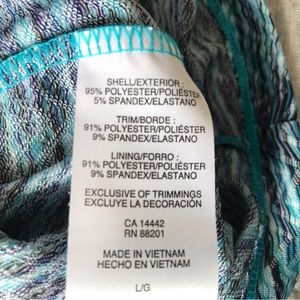 SHELL/EXTERIOR :
95% POLYESTER/POLIÉSTER
5% SPANDEX/ELASTANO
TRIM/BORDE :
91% POLYESTER/POLIÉSTER
9% SPANDEX/ELASTANO
LINING/FORRO :
91% POLYESTER/POLIÉSTER
9% SPANDEX/ELASTANO
EXCLUSIVE OF TRIMMINGS
EXCLUYE LA DECORACIÓN
CA 14442
RN 88201
MADE IN VIETNAM
HECHO EN VIETNAM
L/G